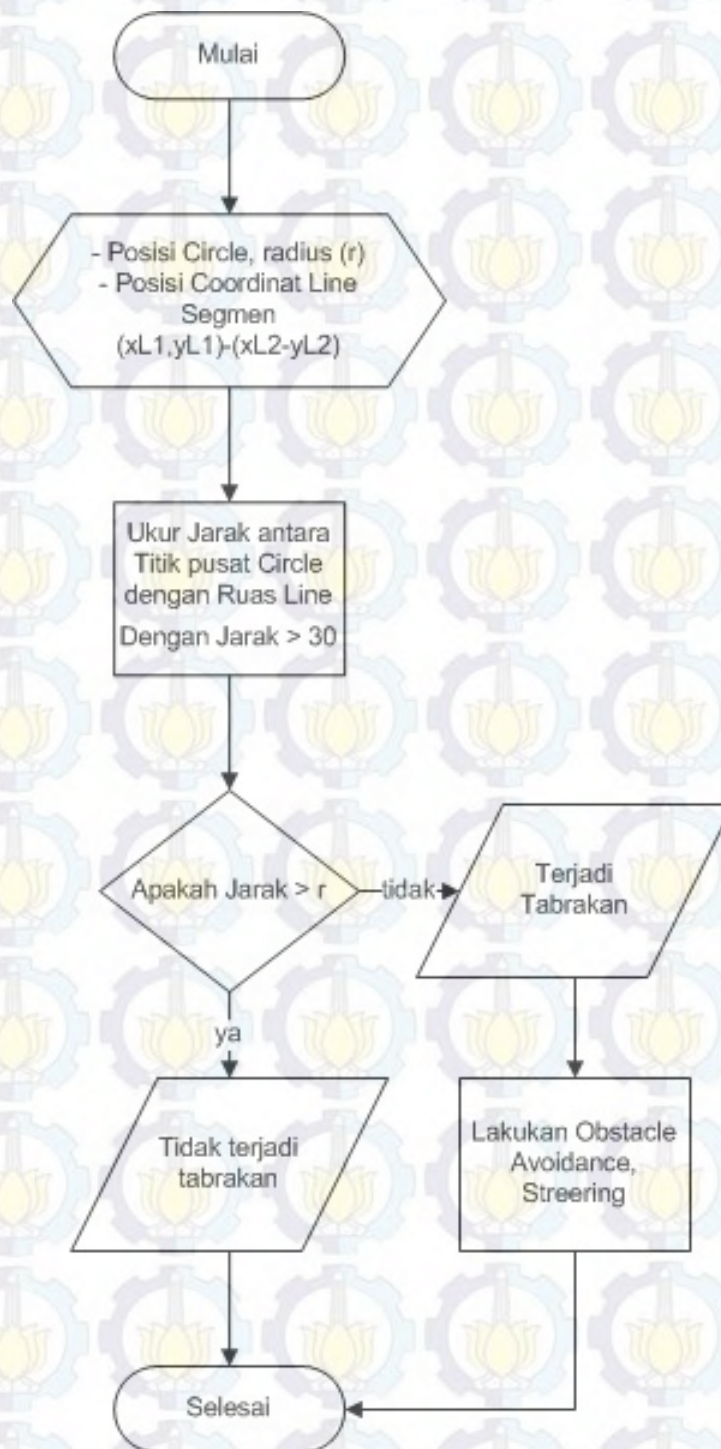 Mulai
- Posisi Circle, radius (r)
- Posisi Coordinat Line
Segmen
(xL1,yL1)-(xL2-yL2)
Ukur Jarak antara
Titik pusat Circle
dengan Ruas Line
Dengan Jarak > 30
Apakah Jarak > r
tidak
Terjadi
Tabrakan
ya
Tidak terjadi
tabrakan
Lakukan Obstacle
Avoidance,
Streering
Selesai